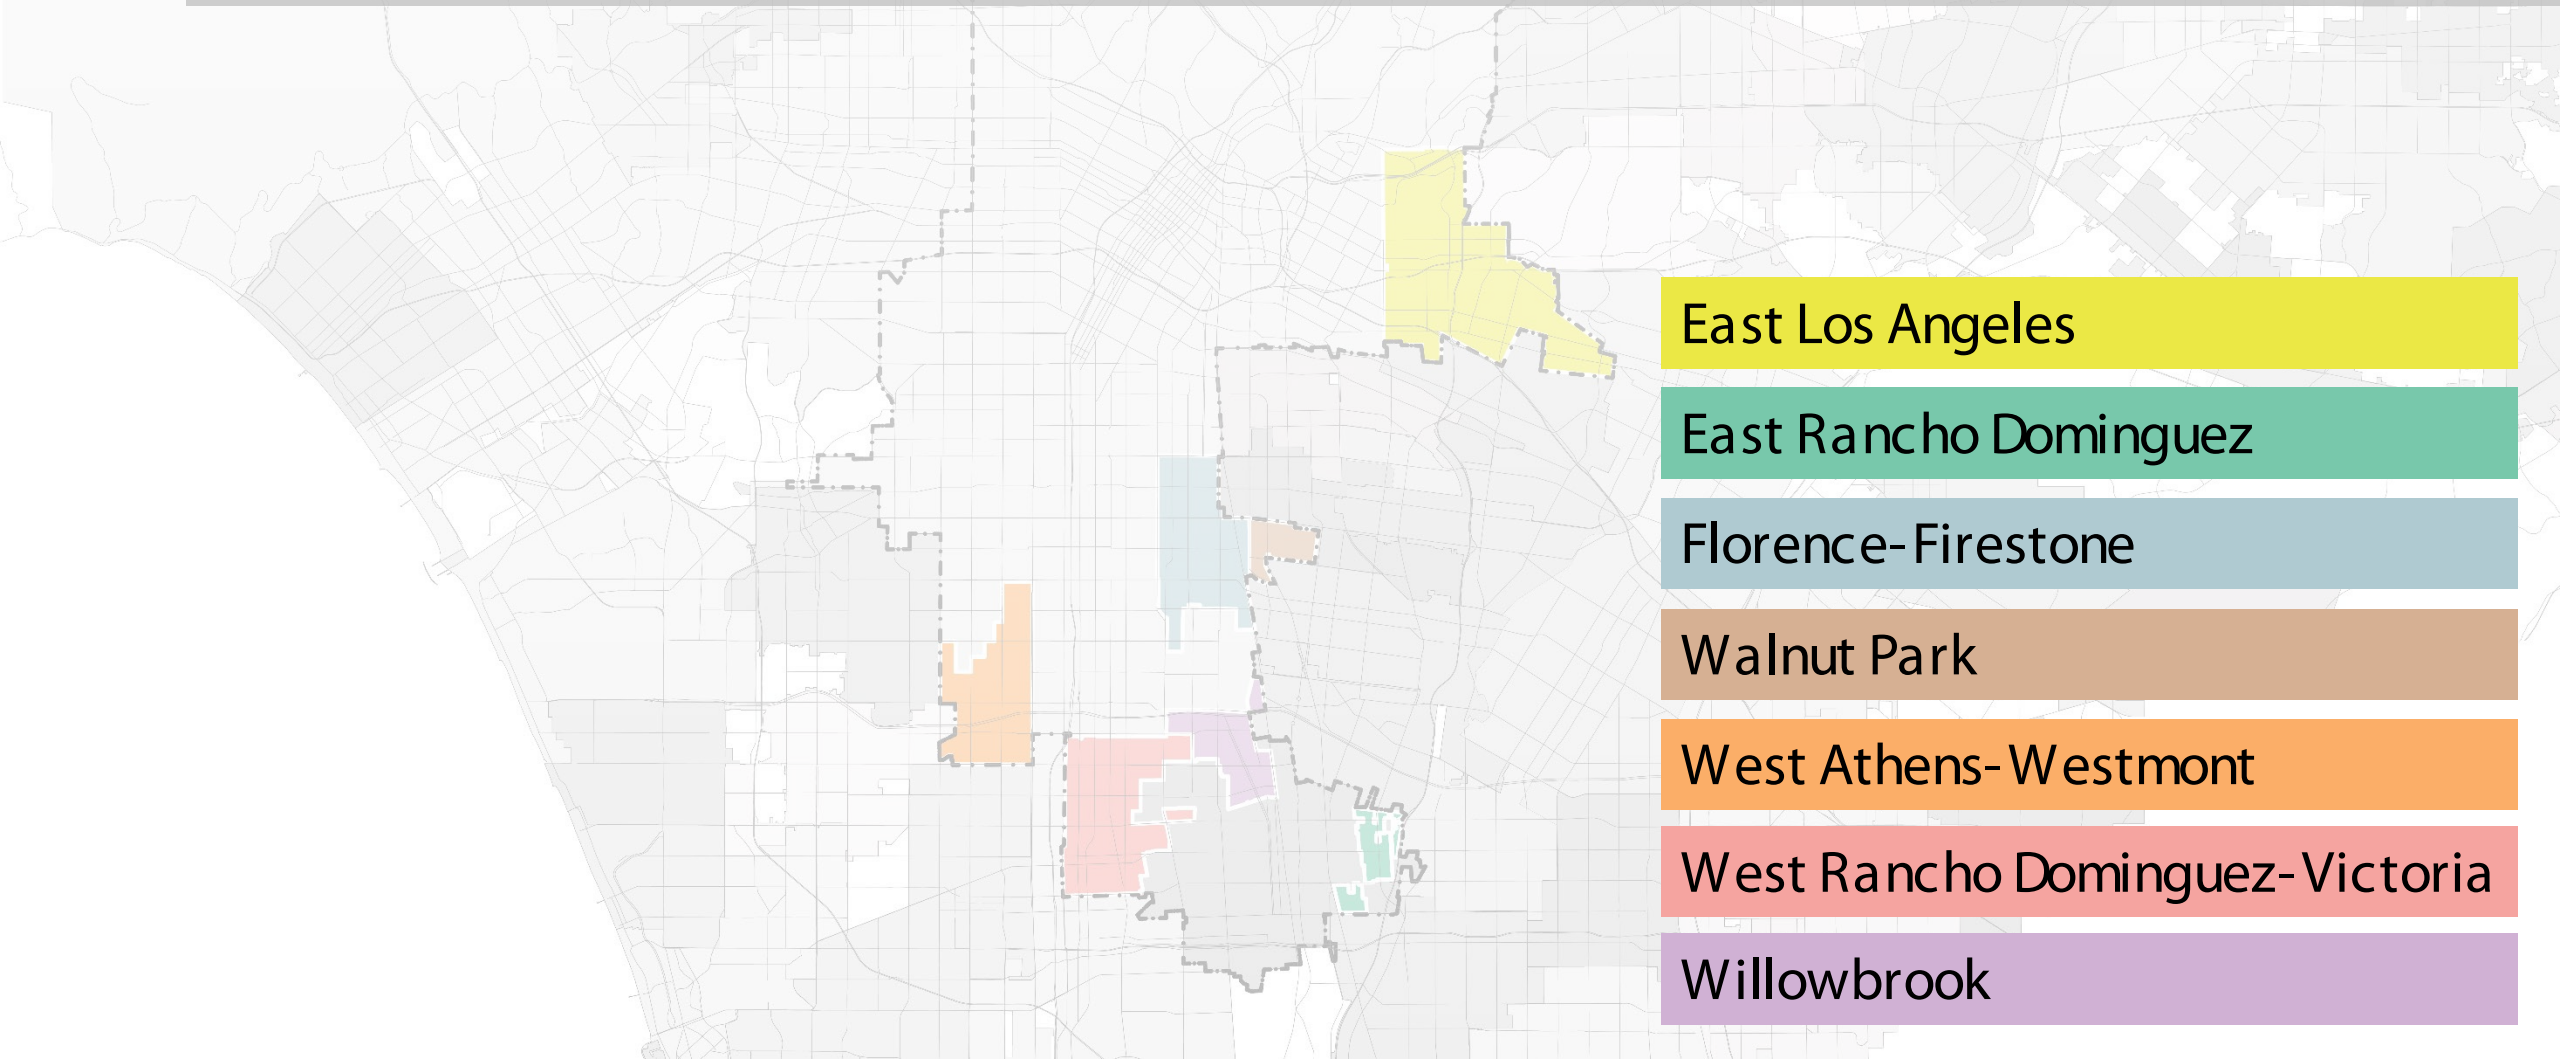 East Los Angeles
East Rancho Dominguez
Florence-Firestone
Walnut Park
West Athens-Westmont
West Rancho Dominguez-Victoria
Willowbrook